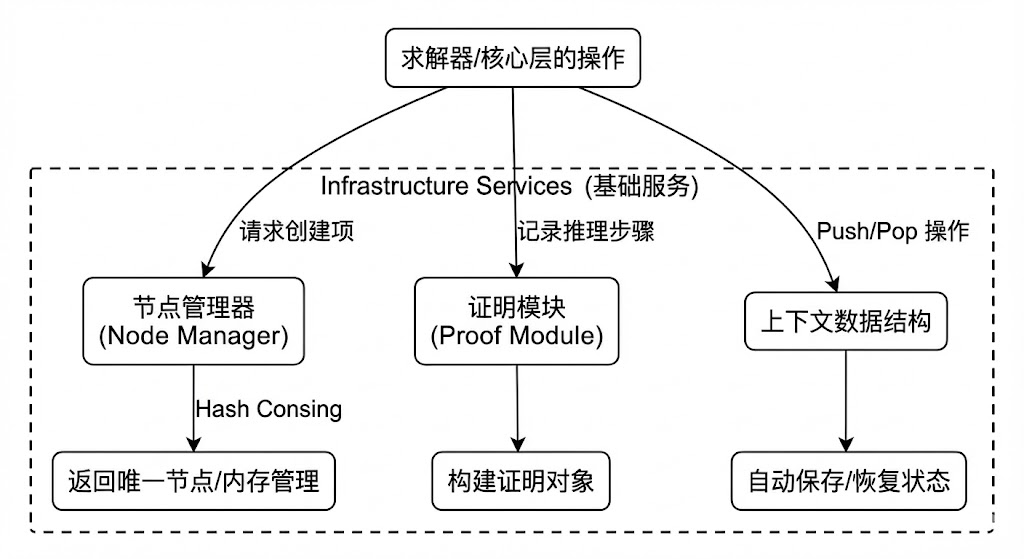 求解器/核心层的操作
Infrastructure Services (基础服务)
请求创建项
记录推理步骤
Push/Pop 操作
节点管理器
(Node Manager)
证明模块
(Proof Module)
上下文数据结构
Hash Consing
返回唯一节点/内存管理
构建证明对象
自动保存/恢复状态